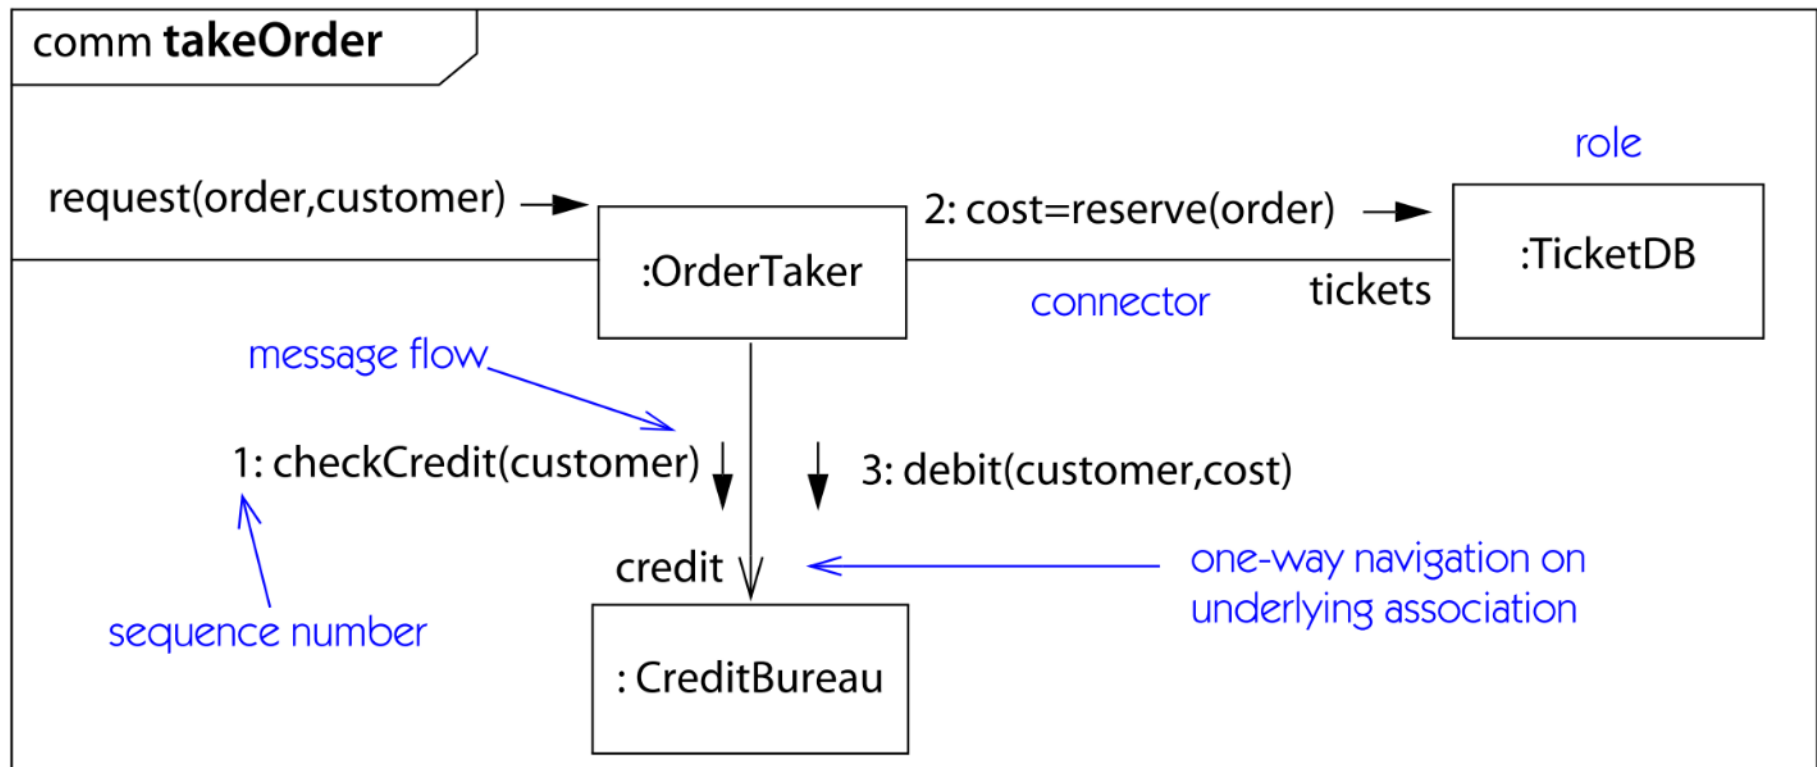 comm takeOrder
role
request(order,customer)
2: cost=reserve(order)
:OrderTaker
:TicketDB
tickets
connector
message flow
1: checkCredit(customer)
3: debit(customer,cost)
credit
one-way navigation on
underlying association
sequence number
: CreditBureau